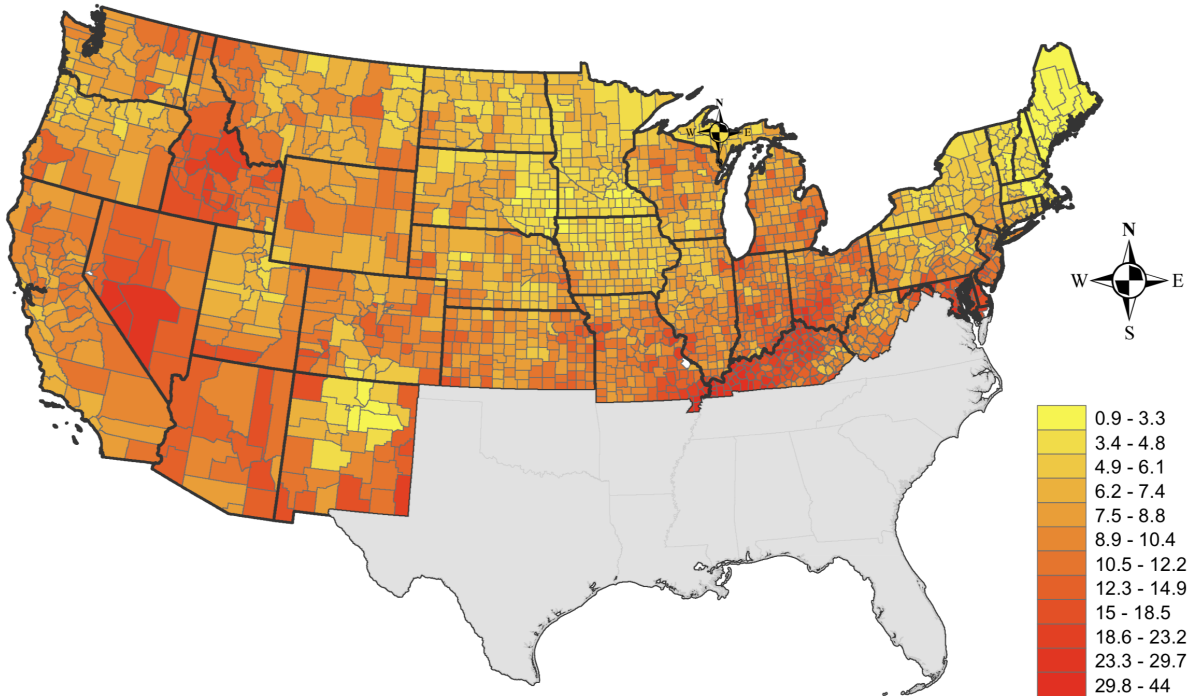 N
W E
N
W E
S
0.9 - 3.3
3.4 - 4.8
4.9 - 6.1
6.2 - 7.4
7.5 - 8.8
8.9 - 10.4
10.5 - 12.2
12.3 - 14.9
15 - 18.5
18.6 - 23.2
23.3 - 29.7
29.8 - 44